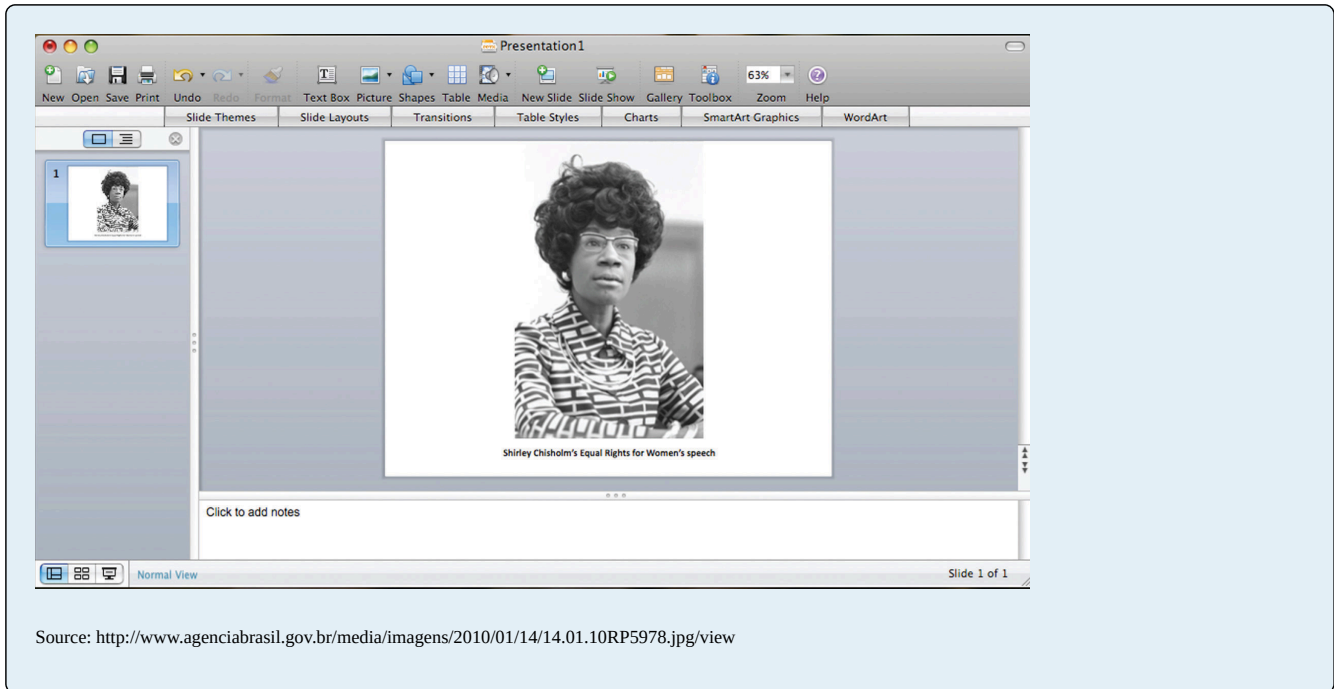 Presentation1
63%
New Open Save Print Undo Redo Format Text Box Picture Shapes Table Media New Slide Slide Show Gallery Toolbox Zoom Help
Slide Themes Slide Layouts Transitions Table Styles Charts SmartArt Graphics WordArt
1
Shirley Chisholm's Equal Rights for Women's speech
Click to add notes
Normal View
Slide 1 of 1
Source: http://www.agenciabrasil.gov.br/media/imagens/2010/01/14/14.01.10RP5978.jpg/view